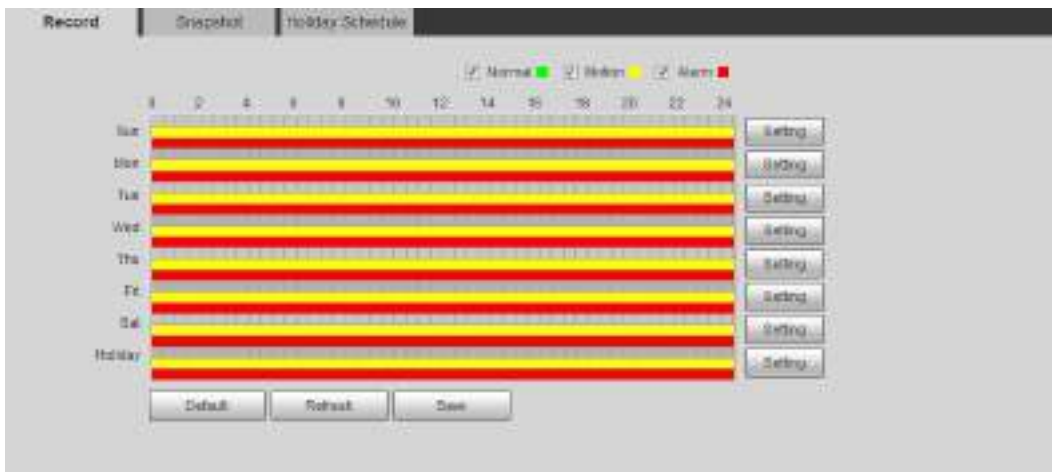 Record Snapshot Holiday Schedule
Normal Motion Alarm
0 2 4 6 8 10 12 14 16 18 20 22 24
Sun Setting
Mon Setting
Tue Setting
Wed Setting
Thu Setting
Fri Setting
Sat Setting
Holiday Setting
Default Refresh Save